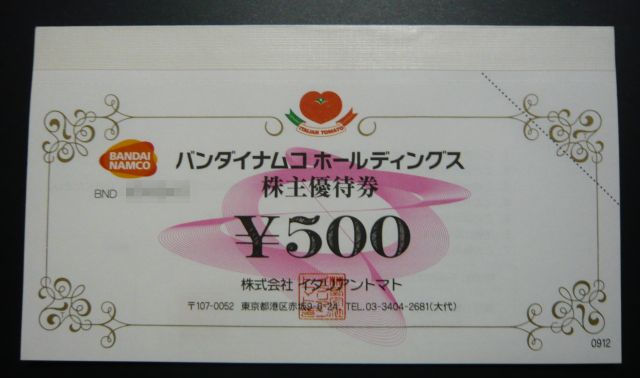 ITALIAN TOMATO
BANDAI
NAMCO
バンダイナムコ ホールディングス
BND
株主優待券
¥500
株式会社 イタリアントマト
〒107-0052 東京都港区赤坂9-6-24 TEL.03-3404-2681(大代)
0912